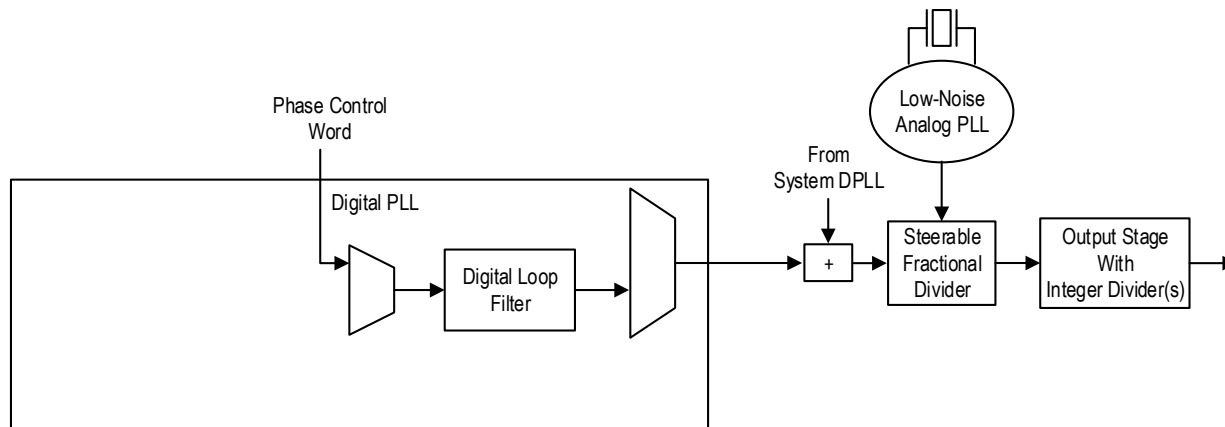 Low-Noise
Analog PLL
Phase Control
Word
From
System DPLL
Digital PLL
Digital Loop
Filter
+
Steerable
Fractional
Divider
Output Stage
With
Integer Divider(s)